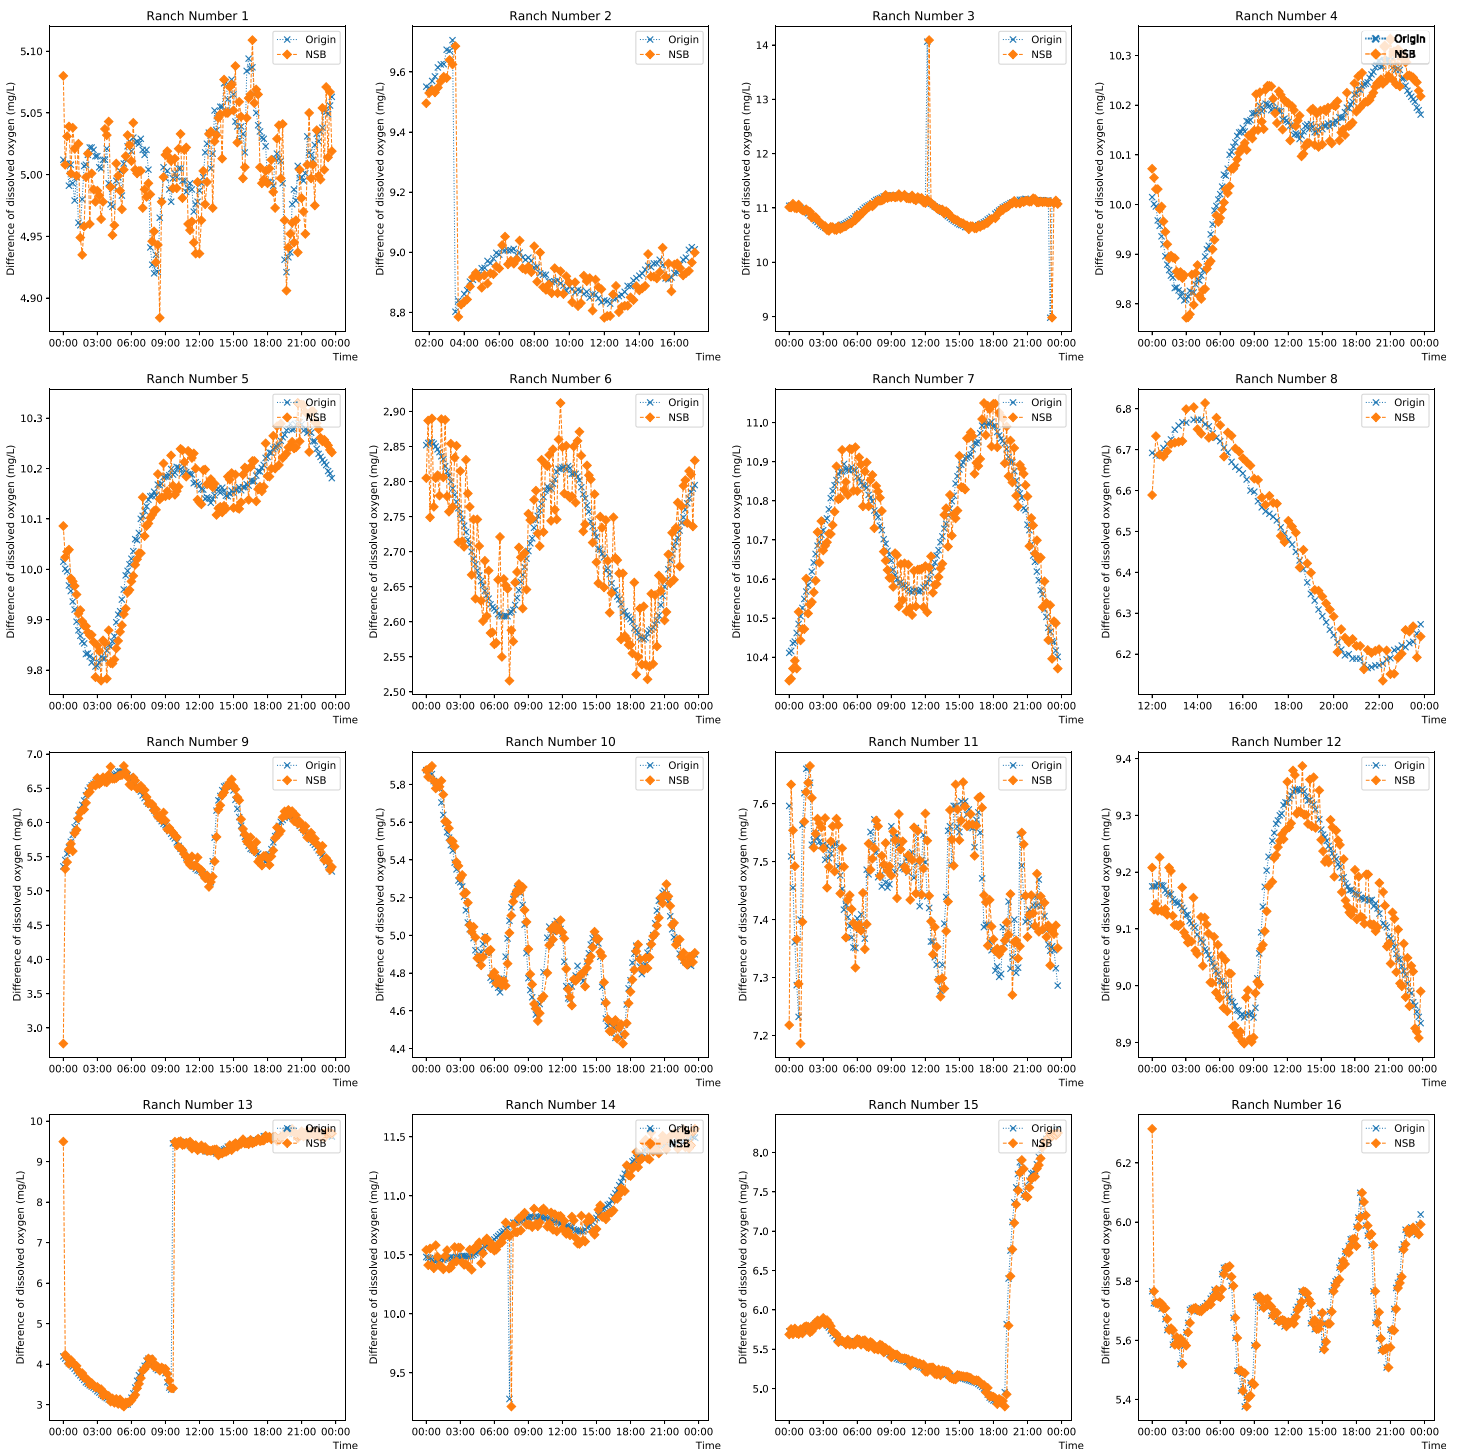 Ranch Number 1
Origin
NSB
Difference of dissolved oxygen (mg/L)
5.10
5.05
5.00
4.95
4.90
00:00 03:00 06:00 09:00 12:00 15:00 18:00 21:00 00:00
Time
Ranch Number 2
Origin
NSB
Difference of dissolved oxygen (mg/L)
9.6
9.4
9.2
9.0
8.8
02:00 04:00 06:00 08:00 10:00 12:00 14:00 16:00
Time
Ranch Number 3
Origin
NSB
Difference of dissolved oxygen (mg/L)
14
13
12
11
10
9
00:00 03:00 06:00 09:00 12:00 15:00 18:00 21:00 00:00
Time
Ranch Number 4
Origin
NSB
Difference of dissolved oxygen (mg/L)
10.3
10.2
10.1
10.0
9.9
9.8
00:00 03:00 06:00 09:00 12:00 15:00 18:00 21:00 00:00
Time
Ranch Number 5
Origin
NSB
Difference of dissolved oxygen (mg/L)
10.3
10.2
10.1
10.0
9.9
9.8
00:00 03:00 06:00 09:00 12:00 15:00 18:00 21:00 00:00
Time
Ranch Number 6
Origin
NSB
Difference of dissolved oxygen (mg/L)
2.90
2.85
2.80
2.75
2.70
2.65
2.60
2.55
2.50
00:00 03:00 06:00 09:00 12:00 15:00 18:00 21:00 00:00
Time
Ranch Number 7
Origin
NSB
Difference of dissolved oxygen (mg/L)
11.0
10.9
10.8
10.7
10.6
10.5
10.4
00:00 03:00 06:00 09:00 12:00 15:00 18:00 21:00 00:00
Time
Ranch Number 8
Origin
NSB
Difference of dissolved oxygen (mg/L)
6.8
6.7
6.6
6.5
6.4
6.3
6.2
12:00 14:00 16:00 18:00 20:00 22:00 00:00
Time
Ranch Number 9
Origin
NSB
Difference of dissolved oxygen (mg/L)
7.0
6.5
6.0
5.5
5.0
4.5
4.0
3.5
3.0
00:00 03:00 06:00 09:00 12:00 15:00 18:00 21:00 00:00
Time
Ranch Number 10
Origin
NSB
Difference of dissolved oxygen (mg/L)
5.8
5.6
5.4
5.2
5.0
4.8
4.6
4.4
00:00 03:00 06:00 09:00 12:00 15:00 18:00 21:00 00:00
Time
Ranch Number 11
Origin
NSB
Difference of dissolved oxygen (mg/L)
7.6
7.5
7.4
7.3
7.2
00:00 03:00 06:00 09:00 12:00 15:00 18:00 21:00 00:00
Time
Ranch Number 12
Origin
NSB
Difference of dissolved oxygen (mg/L)
9.4
9.3
9.2
9.1
9.0
8.9
00:00 03:00 06:00 09:00 12:00 15:00 18:00 21:00 00:00
Time
Ranch Number 13
Origin
NSB
Difference of dissolved oxygen (mg/L)
10
9
8
7
6
5
4
3
00:00 03:00 06:00 09:00 12:00 15:00 18:00 21:00 00:00
Time
Ranch Number 14
Origin
NSB
Difference of dissolved oxygen (mg/L)
11.5
11.0
10.5
10.0
9.5
00:00 03:00 06:00 09:00 12:00 15:00 18:00 21:00 00:00
Time
Ranch Number 15
Origin
NSB
Difference of dissolved oxygen (mg/L)
8.0
7.5
7.0
6.5
6.0
5.5
5.0
00:00 03:00 06:00 09:00 12:00 15:00 18:00 21:00 00:00
Time
Ranch Number 16
Origin
NSB
Difference of dissolved oxygen (mg/L)
6.2
6.0
5.8
5.6
5.4
00:00 03:00 06:00 09:00 12:00 15:00 18:00 21:00 00:00
Time